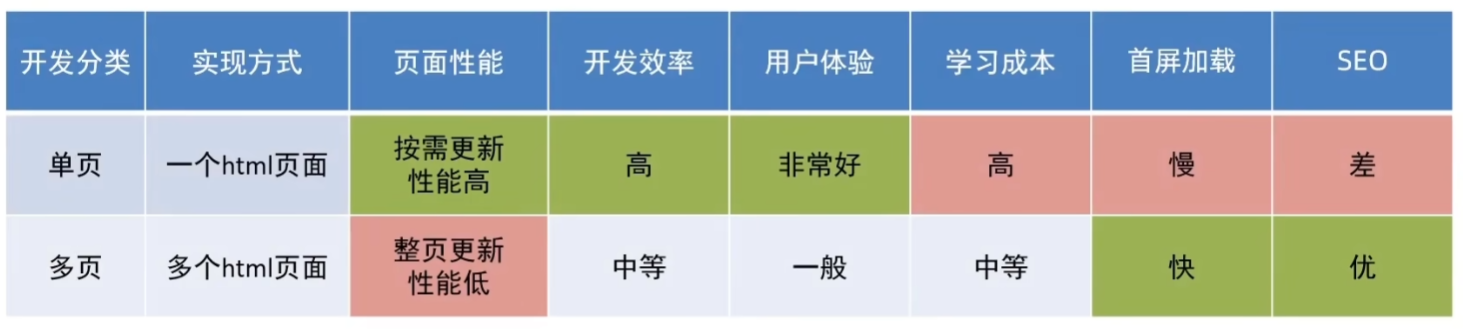 开发分类 实现方式 页面性能 开发效率 用户体验 学习成本 首屏加载 SEO
单页 一个html页面 按需更新 高 非常好 高 慢 差
性能高
多页 多个html页面 整页更新 中等 一般 中等 快 优
性能低